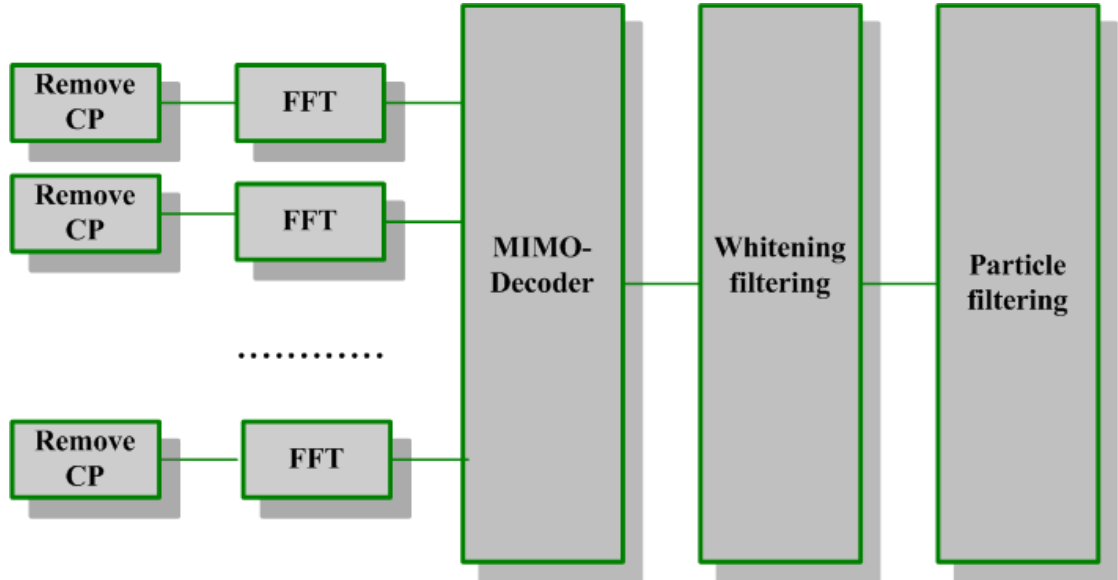 Remove
CP
FFT
Remove
CP
FFT
MIMO-
Decoder
Whitening
filtering
Particle
filtering
Remove
CP
FFT